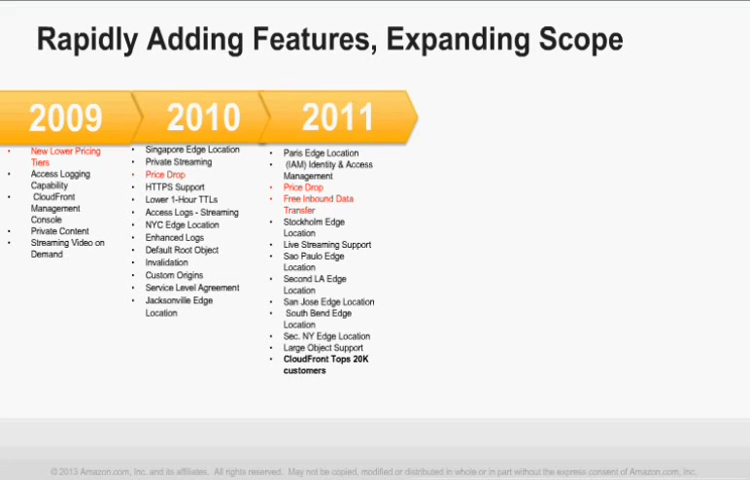 Rapidly Adding Features, Expanding Scope
2009
• New Lower Pricing
Tiers
• Access Logging
Capability
• CloudFront
Management
Console
• Private Content
• Streaming Video on
Demand
2010
• Singapore Edge Location
• Private Streaming
• Price Drop
• HTTPS Support
• Lower 1-Hour TTLs
• Access Logs - Streaming
• NYC Edge Location
• Enhanced Logs
• Default Root Object
• Invalidation
• Custom Origins
• Service Level Agreement
• Jacksonville Edge
Location
2011
• Paris Edge Location
• (IAM) Identity & Access
Management
• Price Drop
• Free Inbound Data
Transfer
• Stockholm Edge
Location
• Live Streaming Support
• Sao Paulo Edge
Location
• Second LA Edge
Location
• San Jose Edge Location
• South Bend Edge
Location
• Sec. NY Edge Location
• Large Object Support
• CloudFront Tops 20K
customers
© 2013 Amazon.com, Inc. and its affiliates. All rights reserved. May not be copied, modified or distributed in whole or in part without the express consent of Amazon.com, Inc.